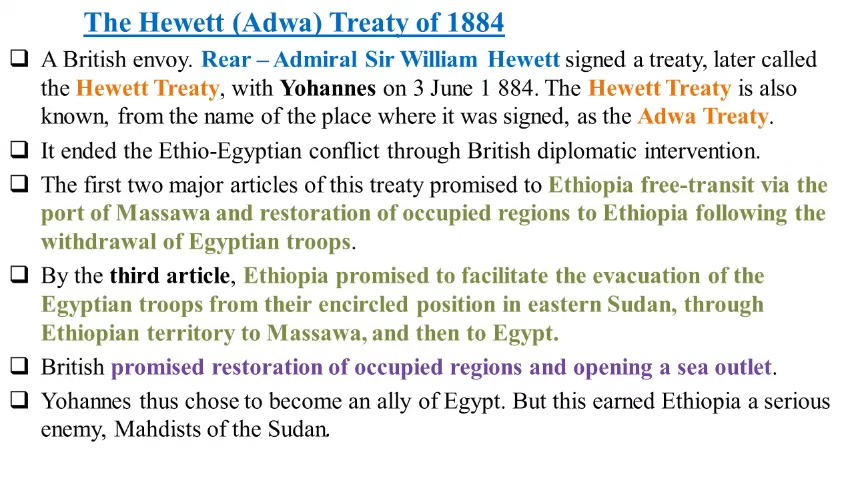 The Hewett (Adwa) Treaty of 1884
❑ A British envoy. Rear – Admiral Sir William Hewett signed a treaty, later called
the Hewett Treaty, with Yohannes on 3 June 1 884. The Hewett Treaty is also
known, from the name of the place where it was signed, as the Adwa Treaty.
❑ It ended the Ethio-Egyptian conflict through British diplomatic intervention.
❑ The first two major articles of this treaty promised to Ethiopia free-transit via the
port of Massawa and restoration of occupied regions to Ethiopia following the
withdrawal of Egyptian troops.
❑ By the third article, Ethiopia promised to facilitate the evacuation of the
Egyptian troops from their encircled position in eastern Sudan, through
Ethiopian territory to Massawa, and then to Egypt.
❑ British promised restoration of occupied regions and opening a sea outlet.
❑ Yohannes thus chose to become an ally of Egypt. But this earned Ethiopia a serious
enemy, Mahdists of the Sudan.